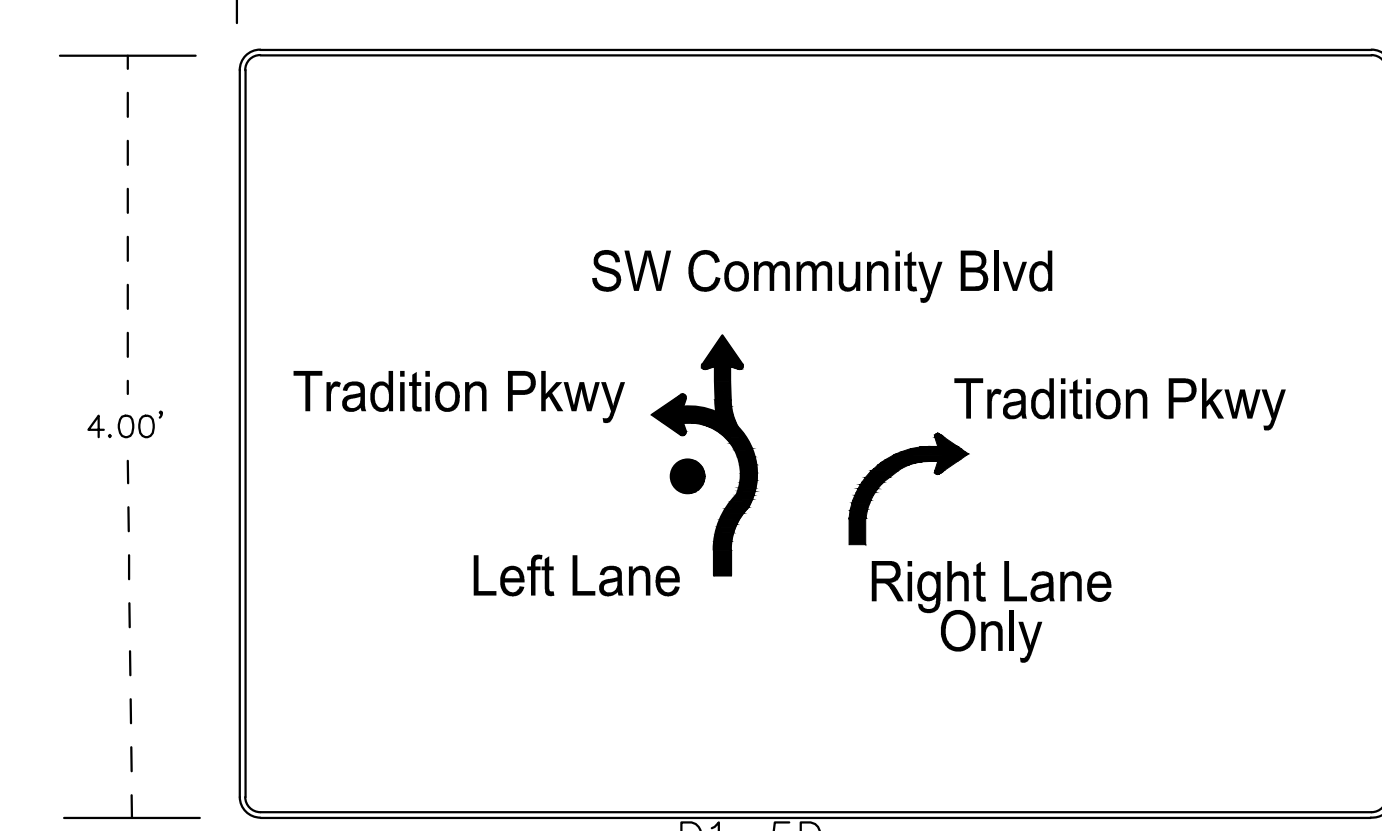 SW Community Blvd
Tradition Pkwy
Tradition Pkwy
4.00'
Left Lane
Right Lane
Only